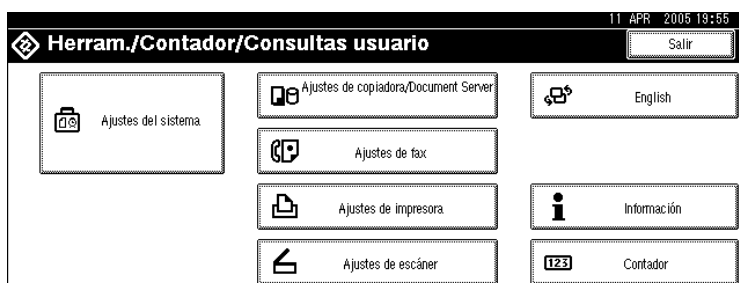 11 APR 2005 19:55
Herram./Contador/Consultas usuario
Salir
Ajustes del sistema
Ajustes de copiadora/Document Server
English
Ajustes de fax
Ajustes de impresora
Información
Ajustes de escáner
123
Contador